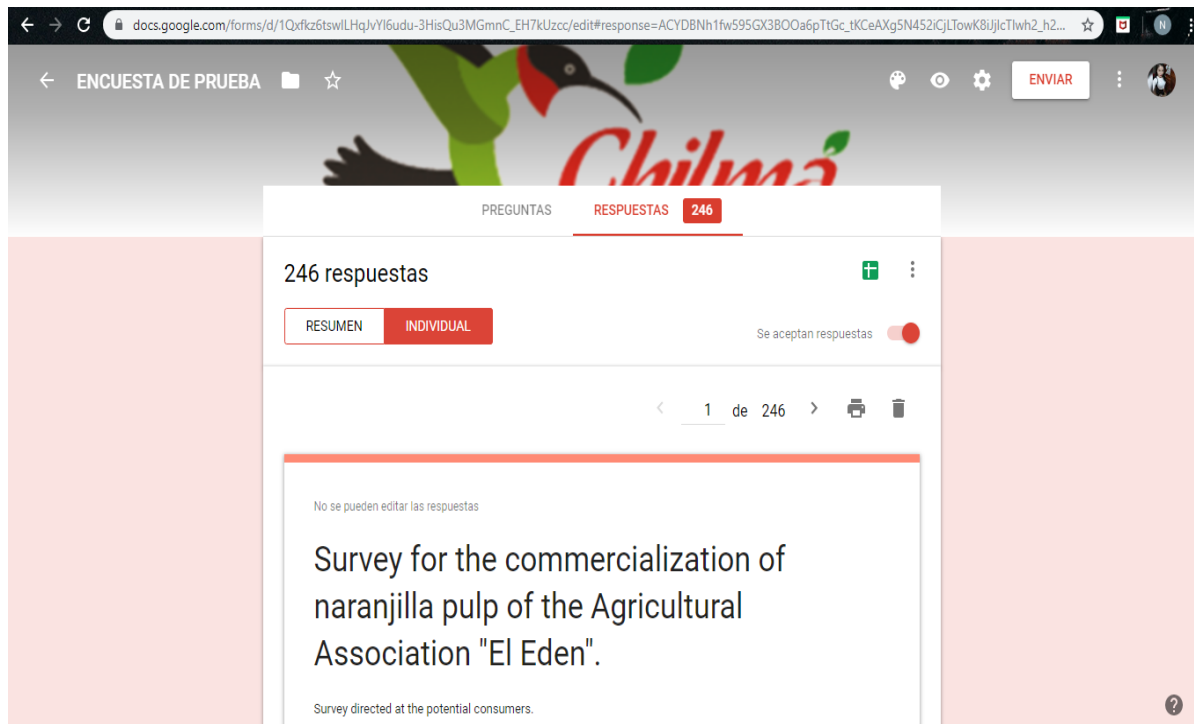 docs.google.com/forms/d/1Qxfkz6tswlLHqJvYl6udu-3HisQu3MGmnC_EH7kUzcc/edit#response=ACYDBNh1fw595GX3BOOa6pTtGc_tKCeAXg5N452iCjLTowK8iJjlcTlwh2_h2...
N
ENCUESTA DE PRUEBA
ENVIAR
Chilmá
PREGUNTAS RESPUESTAS 246
246 respuestas
RESUMEN INDIVIDUAL
Se aceptan respuestas
1 de 246
No se pueden editar las respuestas
Survey for the commercialization of
naranjilla pulp of the Agricultural
Association "El Eden".
Survey directed at the potential consumers.